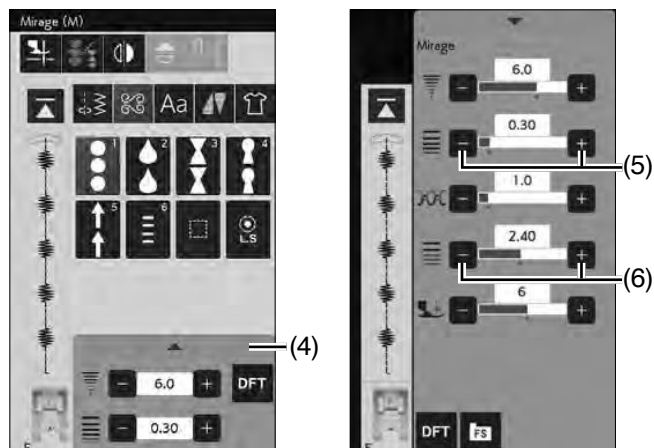 Mirage (M)
Aa
1
2
3
4
5
6
L.S
(4)
6.0
DFT
0.30
F
Mirage
6.0
0.30
(5)
1.0
2.40
(6)
6
DFT
FS
F